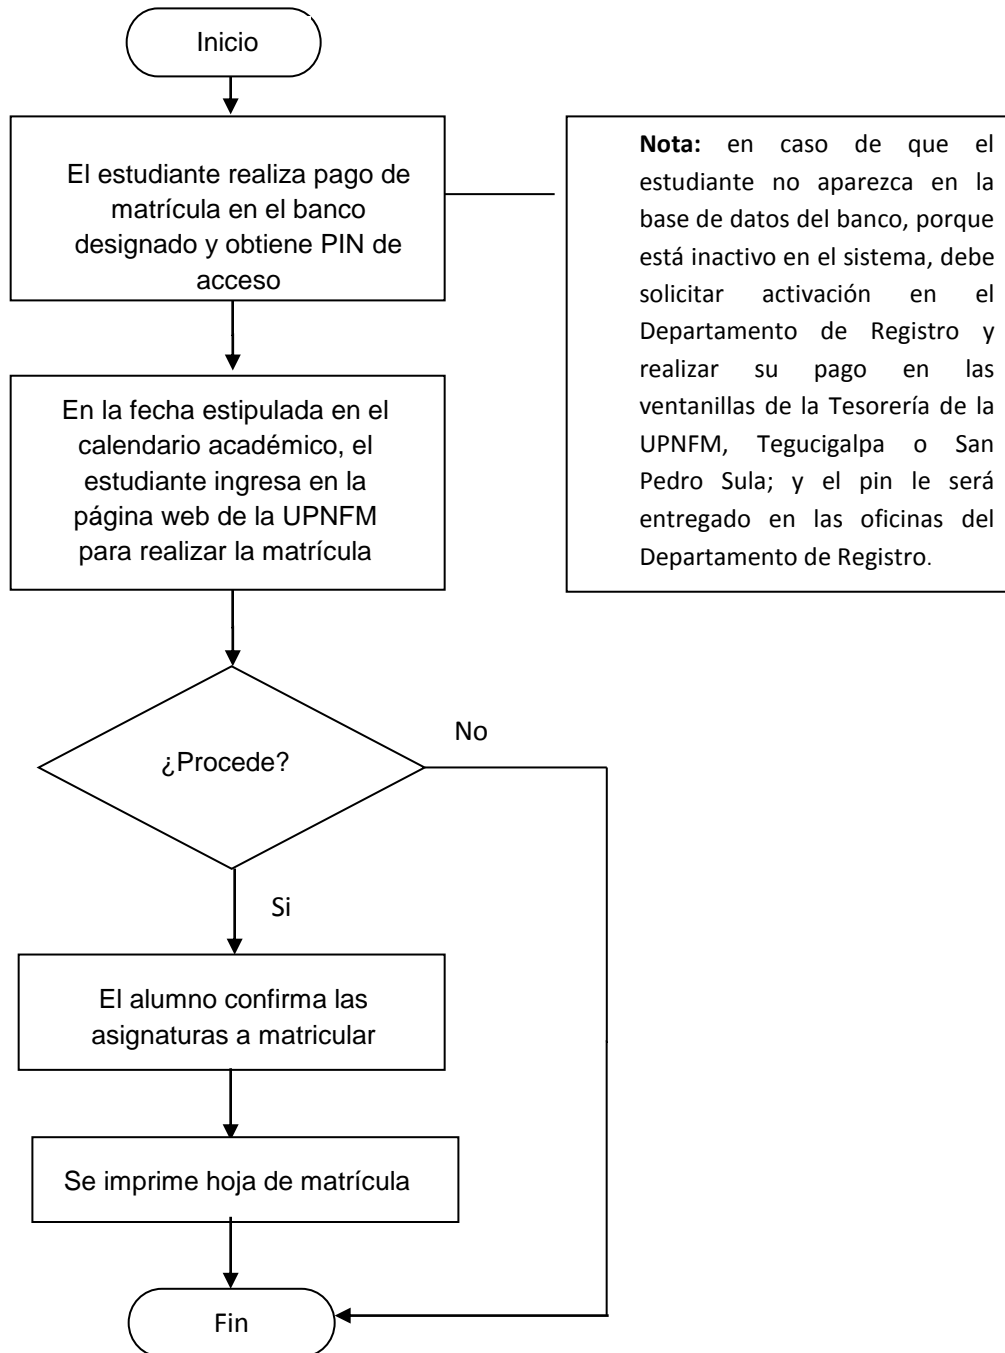 Inicio
El estudiante realiza pago de
matrícula en el banco
designado y obtiene PIN de
acceso
Nota: en caso de que el
estudiante no aparezca en la
base de datos del banco, porque
está inactivo en el sistema, debe
solicitar activación en el
Departamento de Registro y
realizar su pago en las
ventanillas de la Tesorería de la
UPNFM, Tegucigalpa o San
Pedro Sula; y el pin le será
entregado en las oficinas del
Departamento de Registro.
En la fecha estipulada en el
calendario académico, el
estudiante ingresa en la
página web de la UPNFM
para realizar la matrícula
¿Procede?
No
Si
El alumno confirma las
asignaturas a matricular
Se imprime hoja de matrícula
Fin